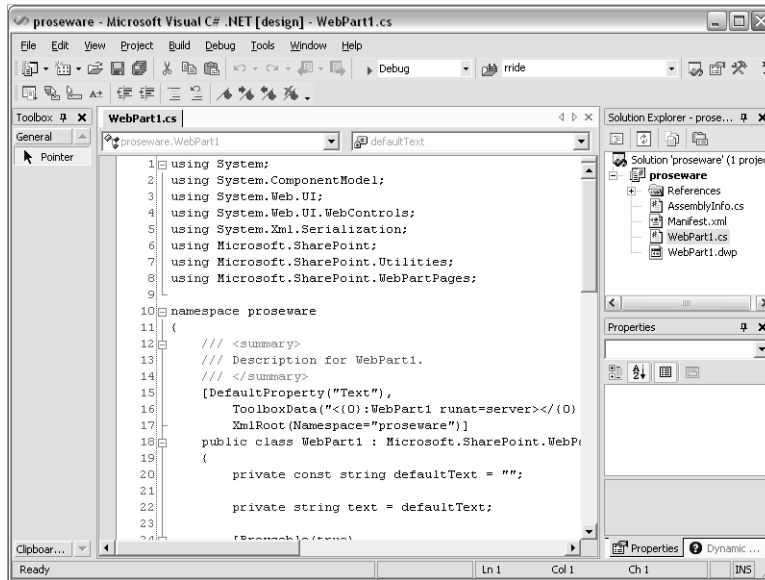 proseware - Microsoft Visual C# .NET [design] - WebPart1.cs
File Edit View Project Build Debug Tools Window Help
Debug rride
Toolbox
General
Pointer
Clipboar...
WebPart1.cs
proseware.WebPart1 defaultText
1 using System;
2 using System.ComponentModel;
3 using System.Web.UI;
4 using System.Web.UI.WebControls;
5 using System.Xml.Serialization;
6 using Microsoft.SharePoint;
7 using Microsoft.SharePoint.Utilities;
8 using Microsoft.SharePoint.WebPartPages;
9
10 namespace proseware
11 {
12 /// <summary>
13 /// Description for WebPart1.
14 /// </summary>
15 [DefaultProperty("Text"),
16 ToolboxData("<{0}:WebPart1 runat=server></{0}
17 XmlRoot(Namespace="proseware")]
18 public class WebPart1 : Microsoft.SharePoint.WebPa
19 {
20 private const string defaultText = "";
21
22 private string text = defaultText;
23
24 [Browsable(true)
Solution Explorer - prose...
Solution 'proseware' (1 projec
proseware
References
AssemblyInfo.cs
Manifest.xml
WebPart1.cs
WebPart1.dwp
Properties
Properties Dynamic ...
Ready Ln 1 Col 1 Ch 1 INS